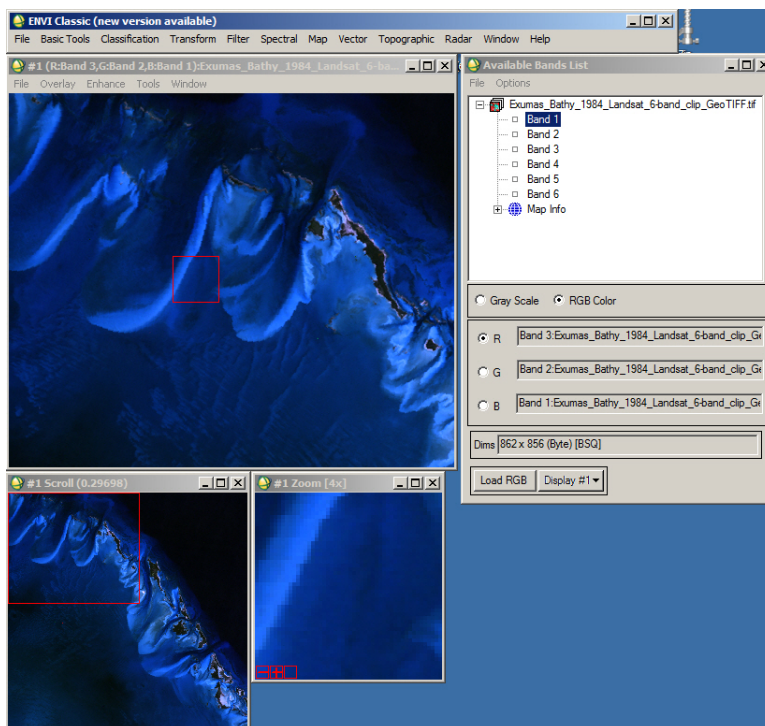 ENVI Classic (new version available)
File Basic Tools Classification Transform Filter Spectral Map Vector Topographic Radar Window Help
#1 (R:Band 3,G:Band 2,B:Band 1):Exumas_Bathy_1984_Landsat_6-ba...
File Overlay Enhance Tools Window
Available Bands List
File Options
Exumas_Bathy_1984_Landsat_6-band_clip_GeoTIFF.tif
Band 1
Band 2
Band 3
Band 4
Band 5
Band 6
Map Info
Gray Scale RGB Color
R Band 3:Exumas_Bathy_1984_Landsat_6-band_clip_Ge
G Band 2:Exumas_Bathy_1984_Landsat_6-band_clip_Ge
B Band 1:Exumas_Bathy_1984_Landsat_6-band_clip_Ge
Dims 862 x 856 (Byte) [BSQ]
Load RGB Display #1
#1 Scroll (0.29698)
#1 Zoom [4x]